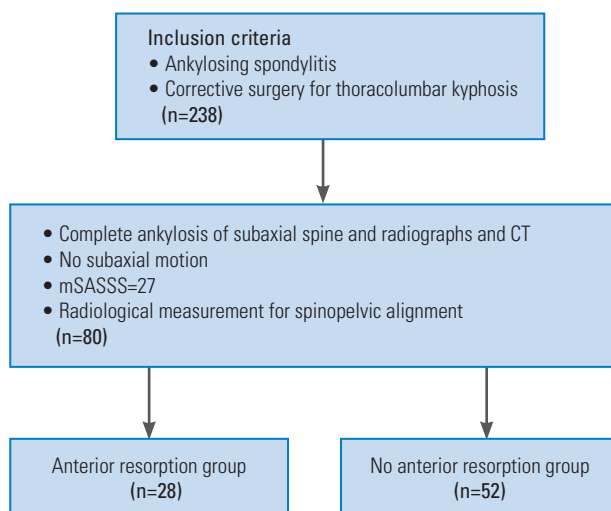 Inclusion criteria
• Ankylosing spondylitis
• Corrective surgery for thoracolumbar kyphosis
(n=238)
• Complete ankylosis of subaxial spine and radiographs and CT
• No subaxial motion
• mSASSS=27
• Radiological measurement for spinopelvic alignment
(n=80)
Anterior resorption group
(n=28)
No anterior resorption group
(n=52)